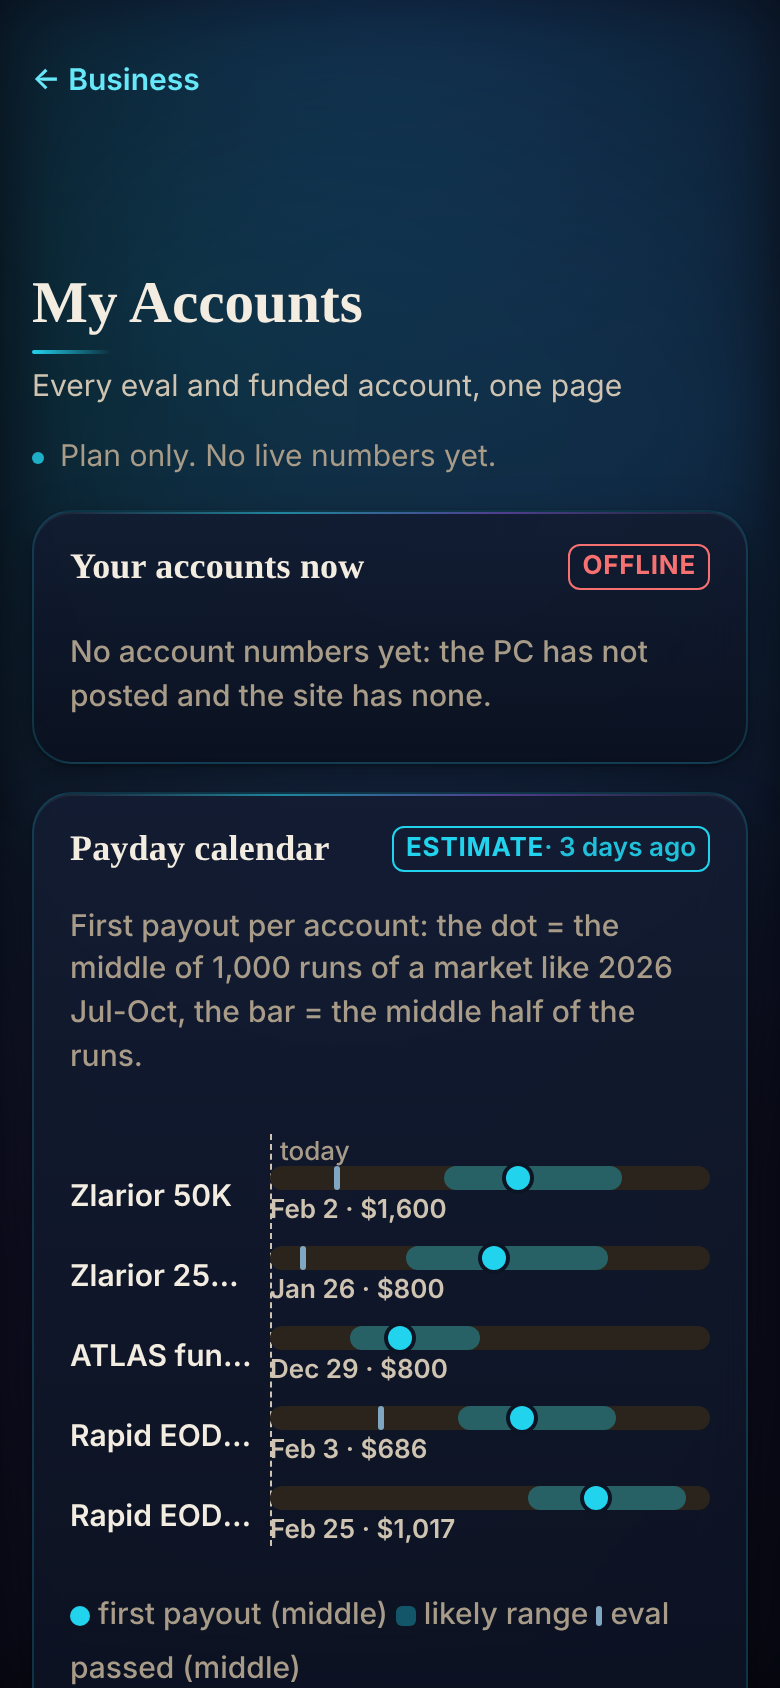 ← Business
My Accounts
Every eval and funded account, one page
Plan only. No live numbers yet.
Your accounts now
OFFLINE
No account numbers yet: the PC has not
posted and the site has none.
Payday calendar
ESTIMATE · 3 days ago
First payout per account: the dot = the
middle of 1,000 runs of a market like 2026
Jul-Oct, the bar = the middle half of the
runs.
today
Zlarior 50K
Feb 2 · $1,600
Zlarior 25...
Jan 26 · $800
ATLAS fun...
Dec 29 · $800
Rapid EOD...
Feb 3 · $686
Rapid EOD...
Feb 25 · $1,017
first payout (middle) likely range eval
passed (middle)